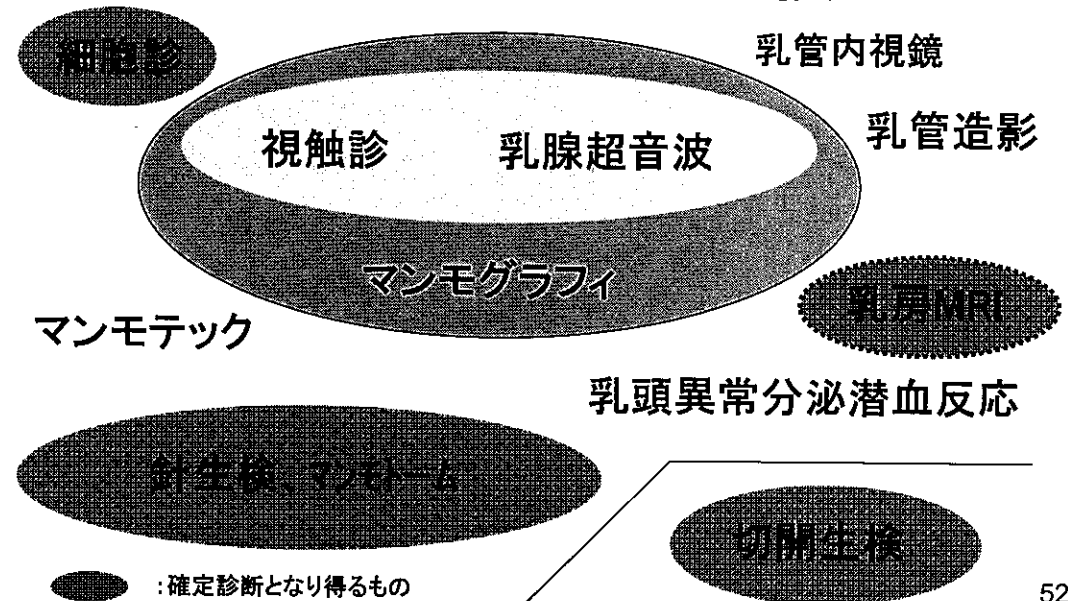 細胞診
乳管内視鏡
乳管造影
視触診 乳腺超音波
マンモグラフィ
乳房MRI
マンモテック
乳頭異常分泌潜血反応
針生検、マンモトーム
切開生検
:確定診断となり得るもの
52